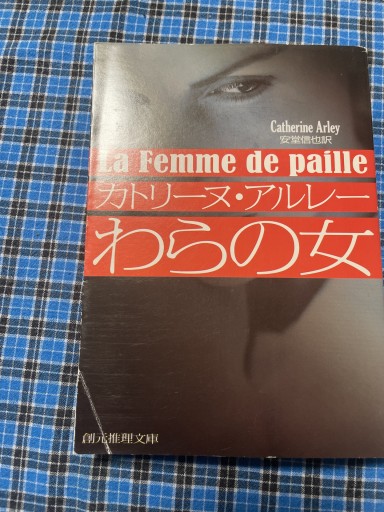 Catherine Arley
安堂信也訳
La Femme de paille
カトリーヌ・アルレー
わらの女
創元推理文庫